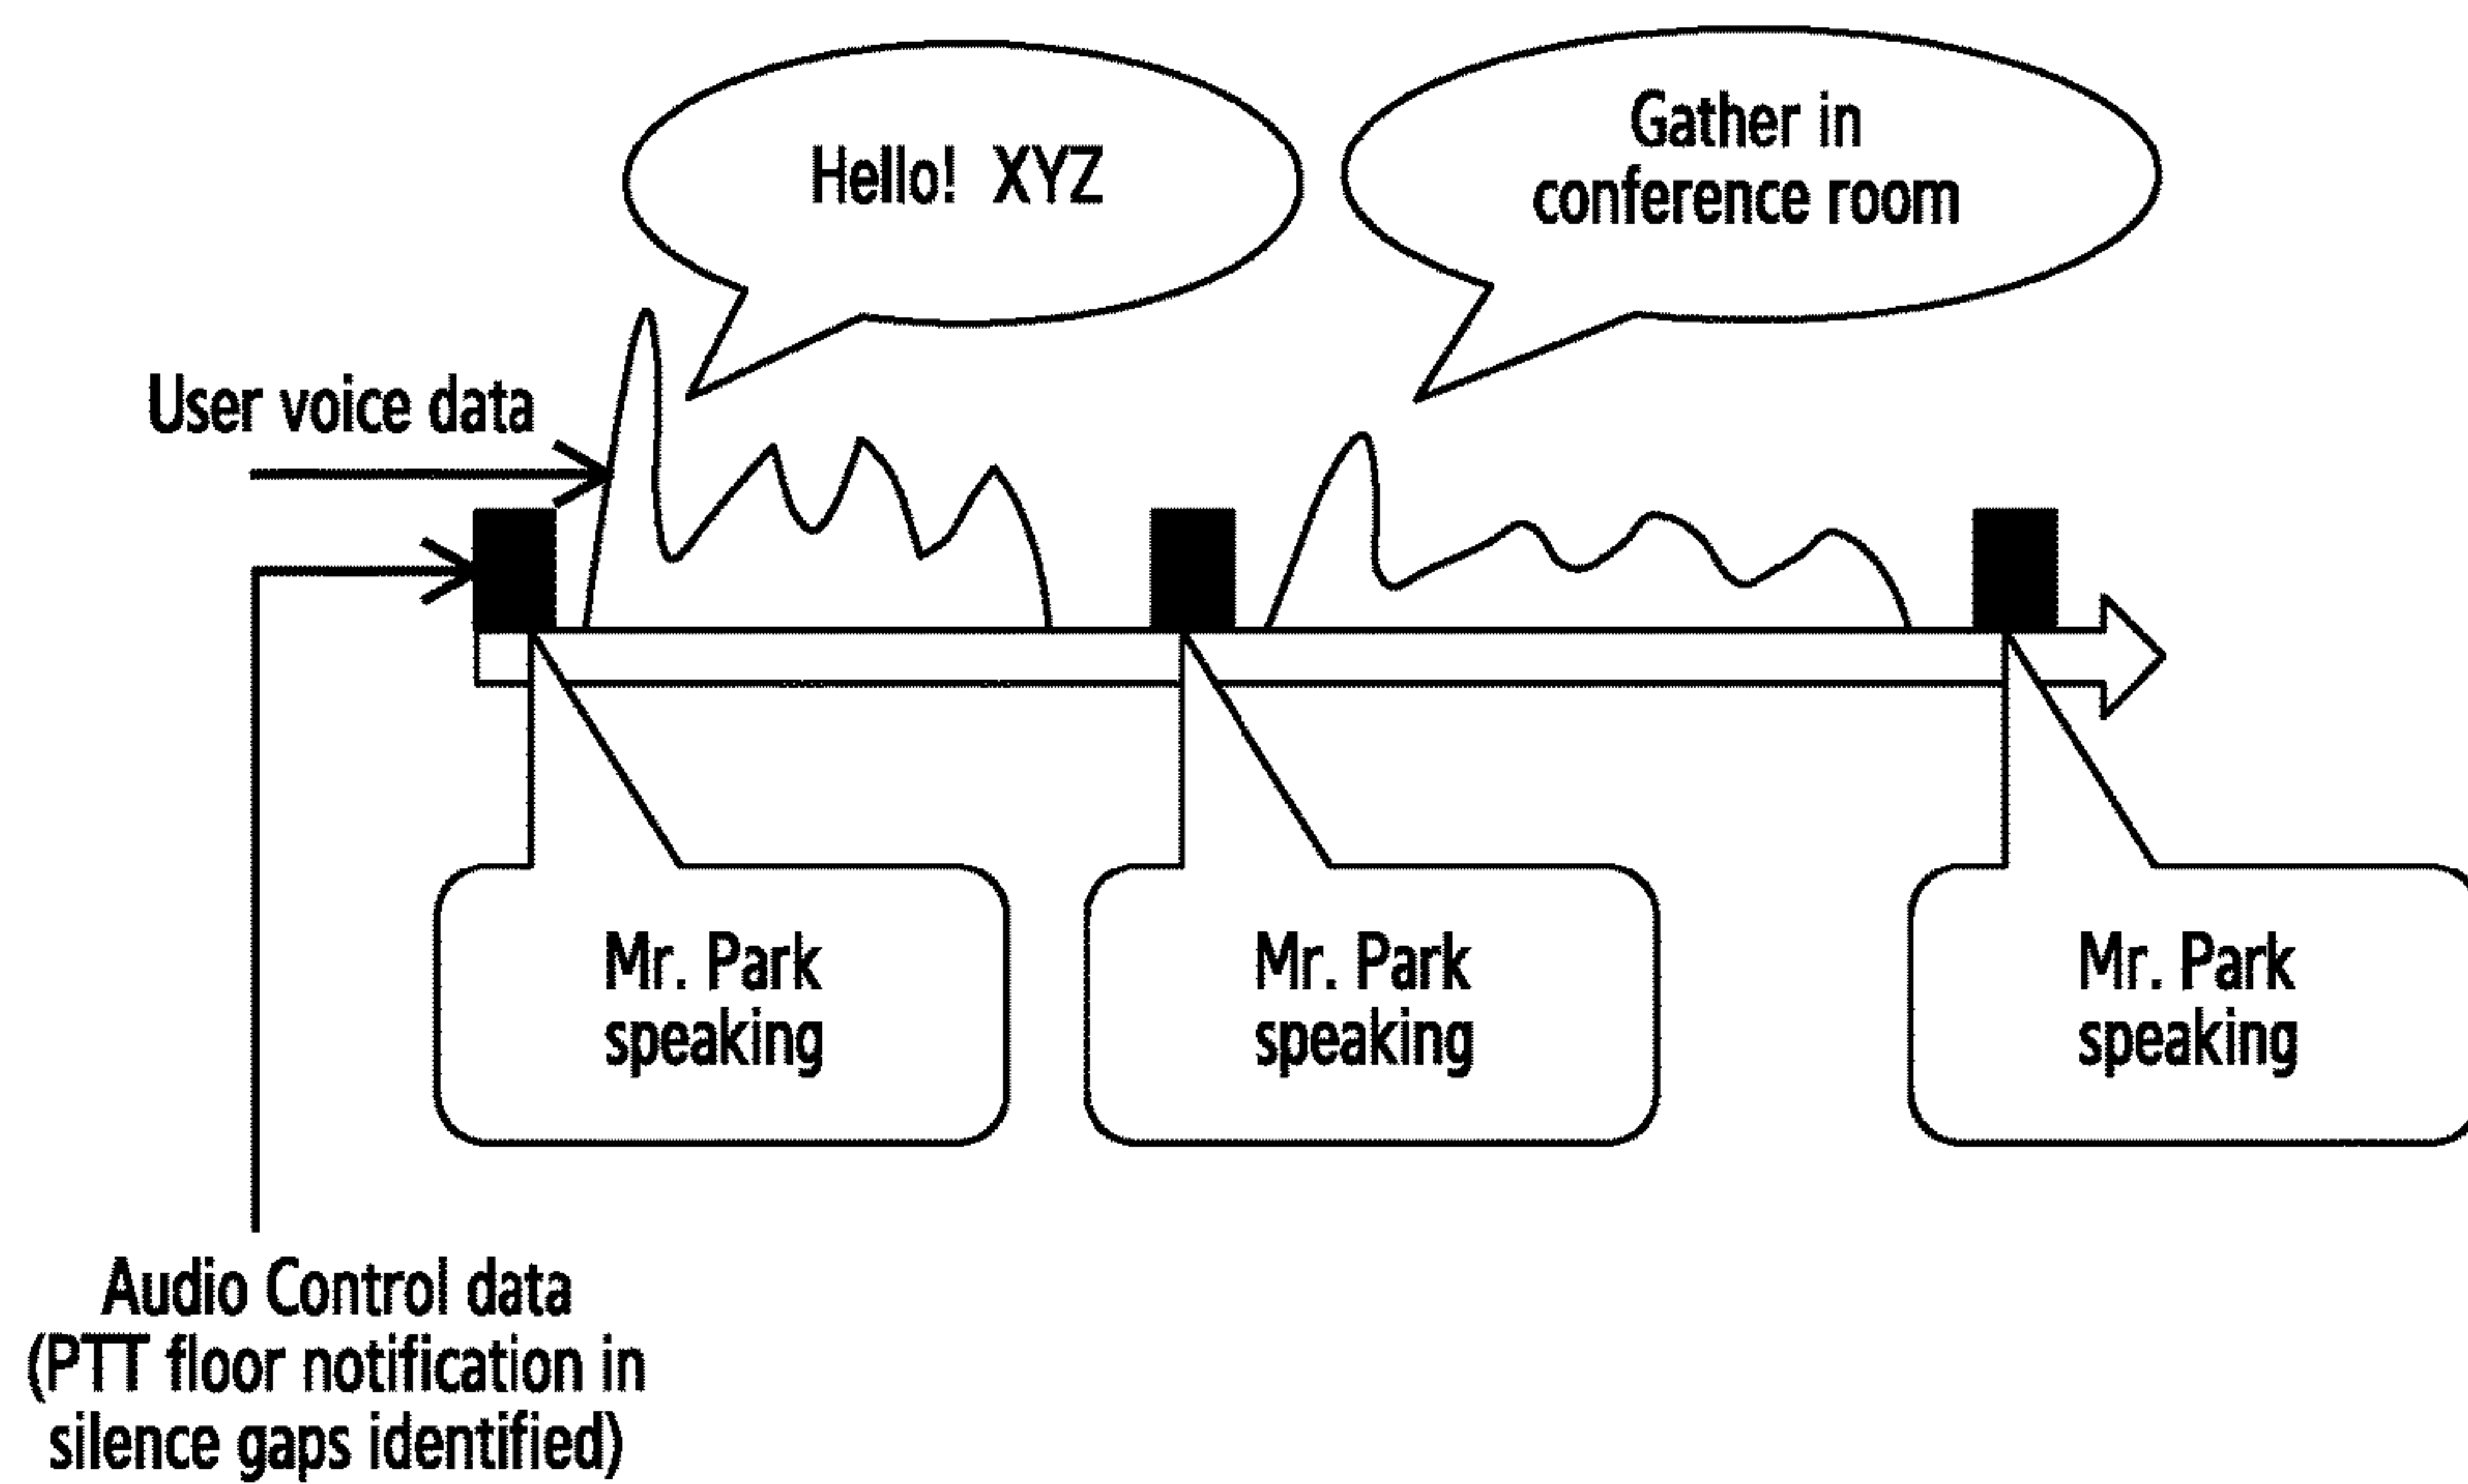 Hello! XYZ
Gather in
conference room
User voice data
Mr. Park
speaking
Mr. Park
speaking
Mr. Park
speaking
Audio Control data
(PTT floor notification in
silence gaps identified)